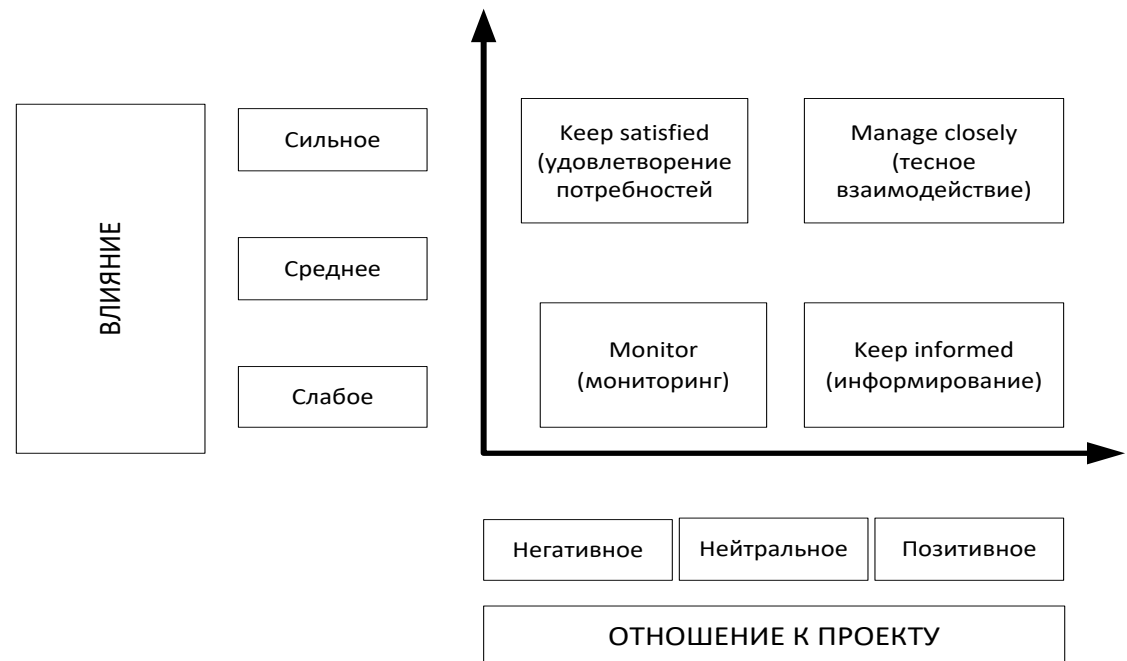 ВЛИЯНИЕ
Сильное
Среднее
Слабое
Keep satisfied
(удовлетворение
потребностей
Manage closely
(тесное
взаимодействие)
Monitor
(мониторинг)
Keep informed
(информирование)
Негативное
Нейтральное
Позитивное
ОТНОШЕНИЕ К ПРОЕКТУ